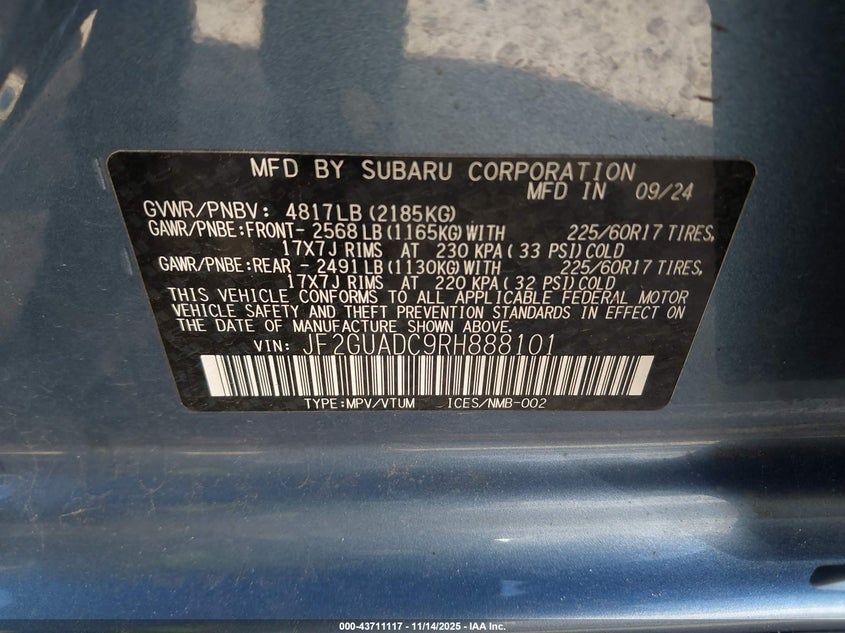 MFD BY SUBARU CORPORATION
MFD IN 09/24
GVWR/PNBV: 4817LB (2185KG)
GAWR/PNBE:FRONT- 2568 LB (1165KG) WITH 225/60R17 TIRES,
17X7J RIMS AT 230 KPA ( 33 PSI) COLD
GAWR/PNBE:REAR - 2491 LB (1130KG) WITH 225/60R17 TIRES,
17X7J RIMS AT 220 KPA ( 32 PSI) COLD
THIS VEHICLE CONFORMS TO ALL APPLICABLE FEDERAL MOTOR
VEHICLE SAFETY AND THEFT PREVENTION STANDARDS IN EFFECT ON
THE DATE OF MANUFACTURE SHOWN ABOVE.
VIN: JF2GUADC9RH888101
TYPE:MPV/VTUM ICES/NMB-002
000-43711117 - 11/14/2025 - IAA Inc.